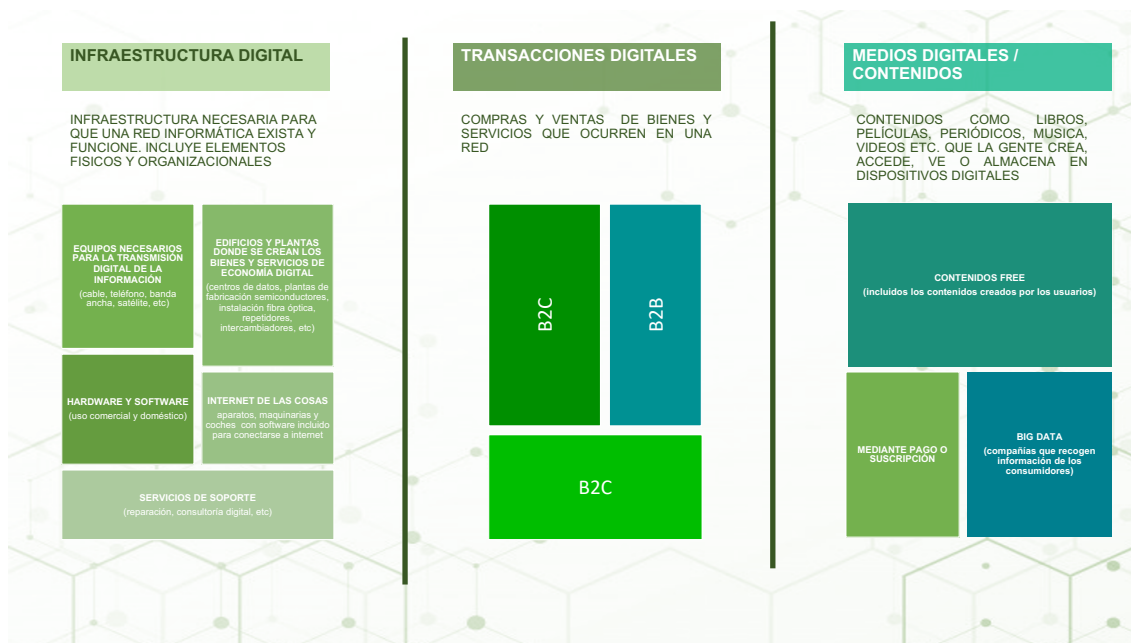 INFRAESTRUCTURA DIGITAL
INFRAESTRUCTURA NECESARIA PARA
QUE UNA RED INFORMÁTICA EXISTA Y
FUNCIONE. INCLUYE ELEMENTOS
FISICOS Y ORGANIZACIONALES
EQUIPOS NECESARIOS
PARA LA TRANSMISIÓN
DIGITAL DE LA
INFORMACIÓN
(cable, teléfono, banda
ancha, satélite, etc)
EDIFICIOS Y PLANTAS
DONDE SE CREAN LOS
BIENES Y SERVICIOS DE
ECONOMÍA DIGITAL
(centros de datos, plantas de
fabricación semiconductores,
instalación fibra óptica,
repetidores,
intercambiadores, etc)
HARDWARE Y SOFTWARE
(uso comercial y doméstico)
INTERNET DE LAS COSAS
aparatos, maquinarias y
coches con software incluido
para conectarse a internet
SERVICIOS DE SOPORTE
(reparación, consultoría digital, etc)
TRANSACCIONES DIGITALES
COMPRAS Y VENTAS DE BIENES Y
SERVICIOS QUE OCURREN EN UNA
RED
B2C
B2B
B2C
MEDIOS DIGITALES /
CONTENIDOS
CONTENIDOS COMO LIBROS,
PELÍCULAS, PERIÓDICOS, MUSICA,
VIDEOS ETC. QUE LA GENTE CREA,
ACCEDE, VE O ALMACENA EN
DISPOSITIVOS DIGITALES
CONTENIDOS FREE
(incluidos los contenidos creados por los usuarios)
MEDIANTE PAGO O
SUSCRIPCIÓN
BIG DATA
(compañias que recogen
información de los
consumidores)